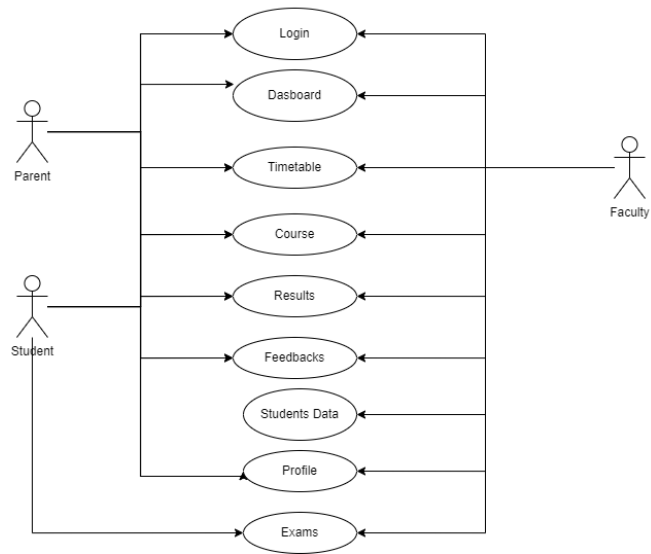 Login
Dasboard
Parent
Timetable
Faculty
Course
Results
Student
Feedbacks
Students Data
Profile
Exams